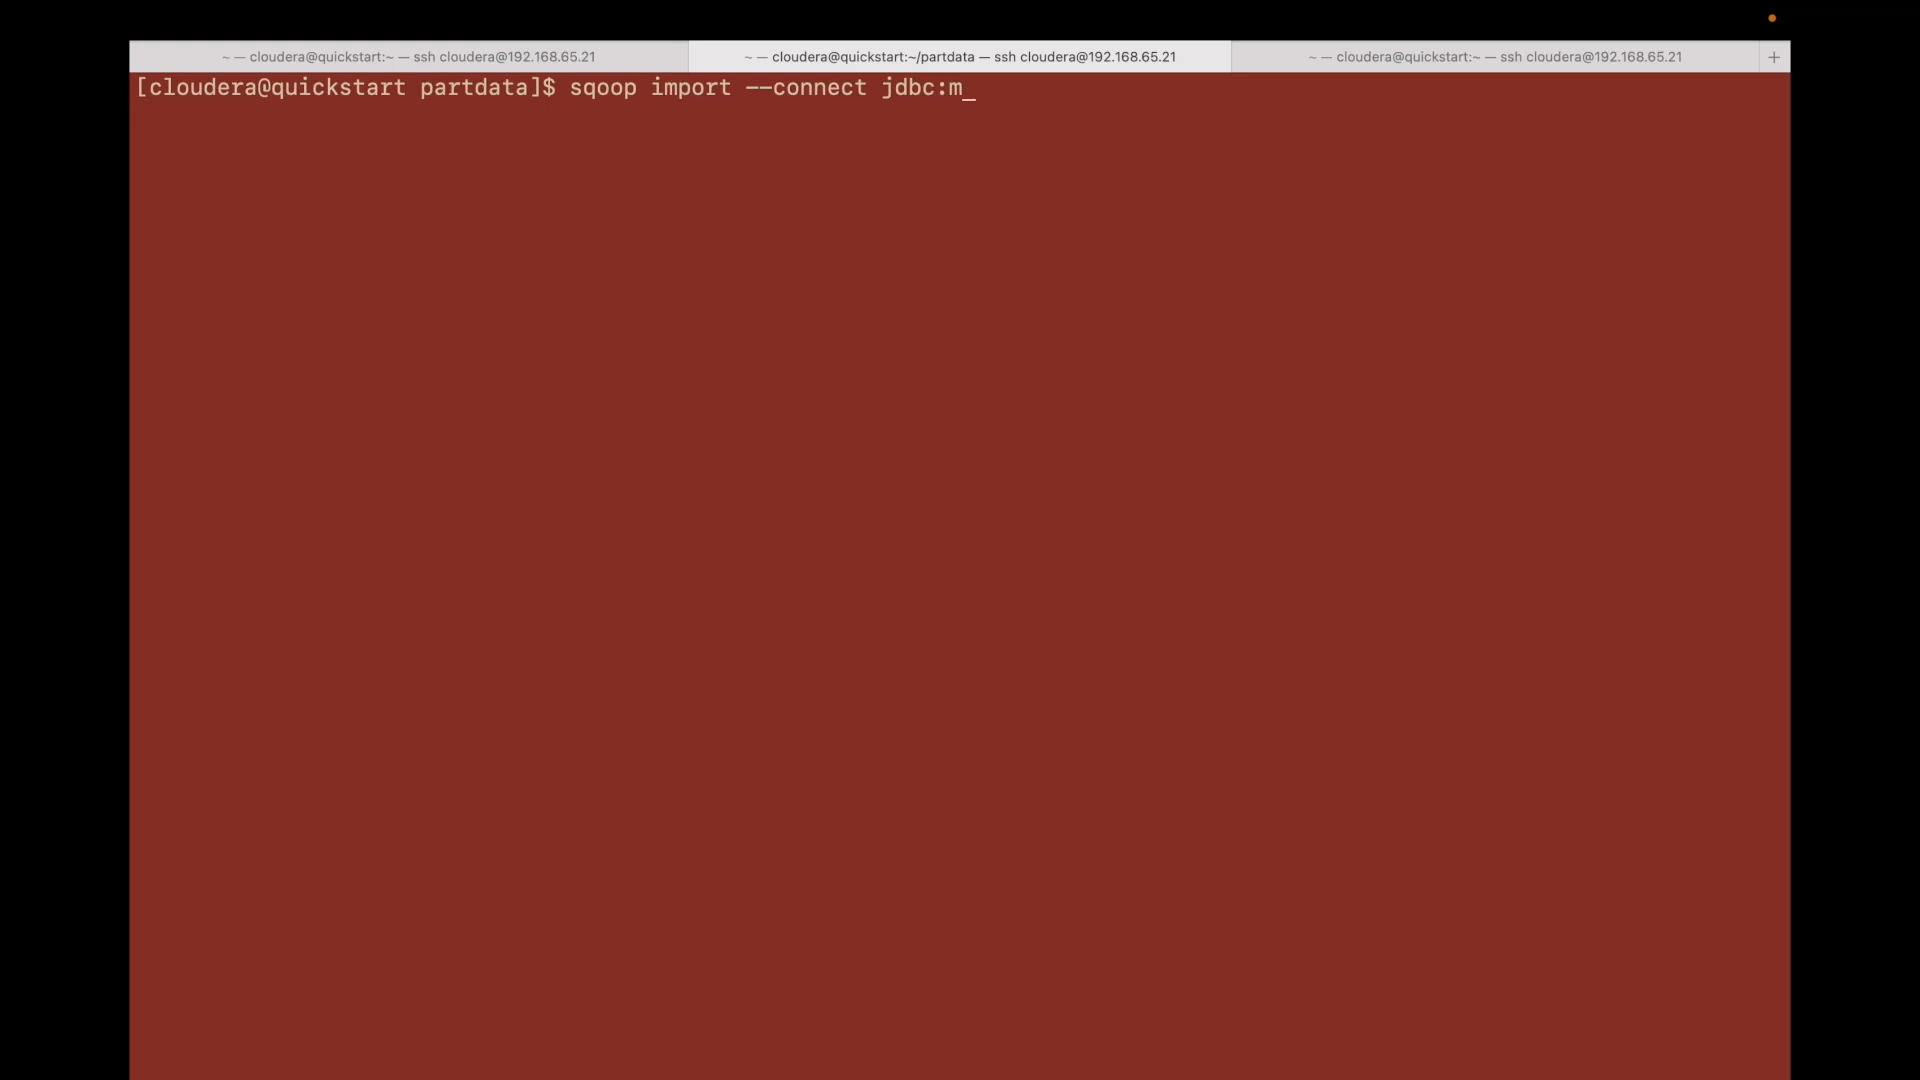 ~ — cloudera@quickstart:~ — ssh cloudera@192.168.65.21
~ — cloudera@quickstart:~/partdata — ssh cloudera@192.168.65.21
~ — cloudera@quickstart:~ — ssh cloudera@192.168.65.21
+
[cloudera@quickstart partdata]$ sqoop import --connect jdbc:m_